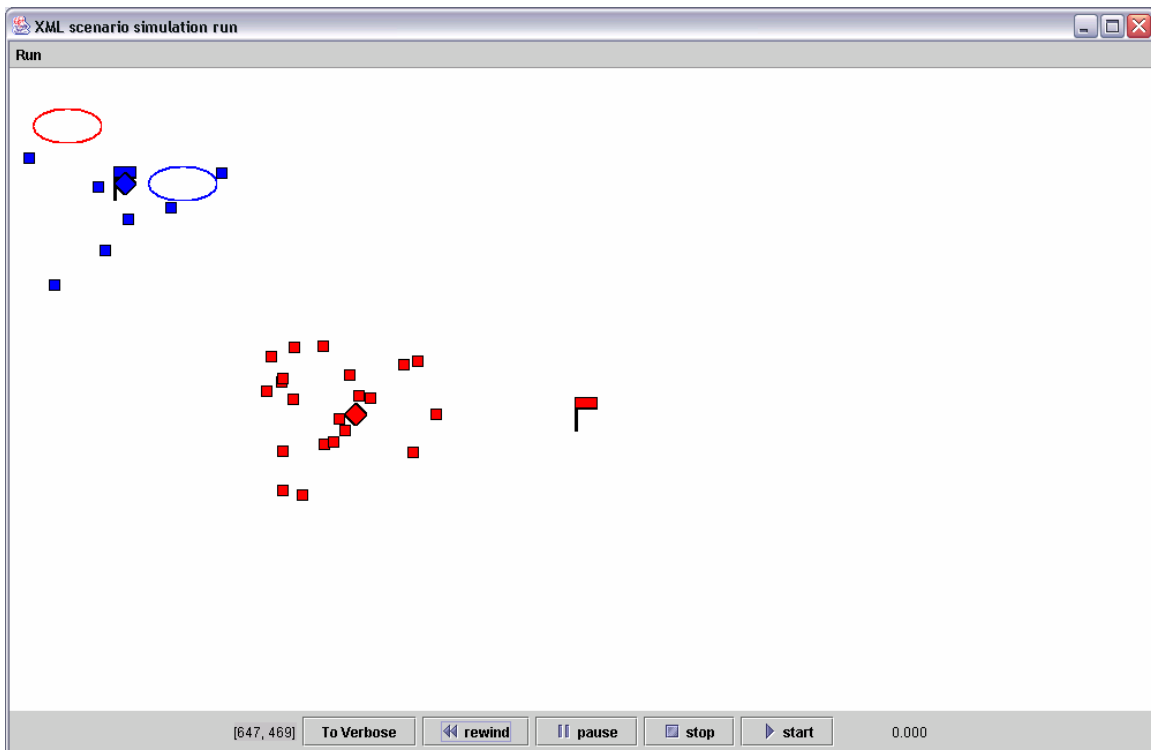 XML scenario simulation run
Run
[647, 469] To Verbose rewind pause stop start 0.000